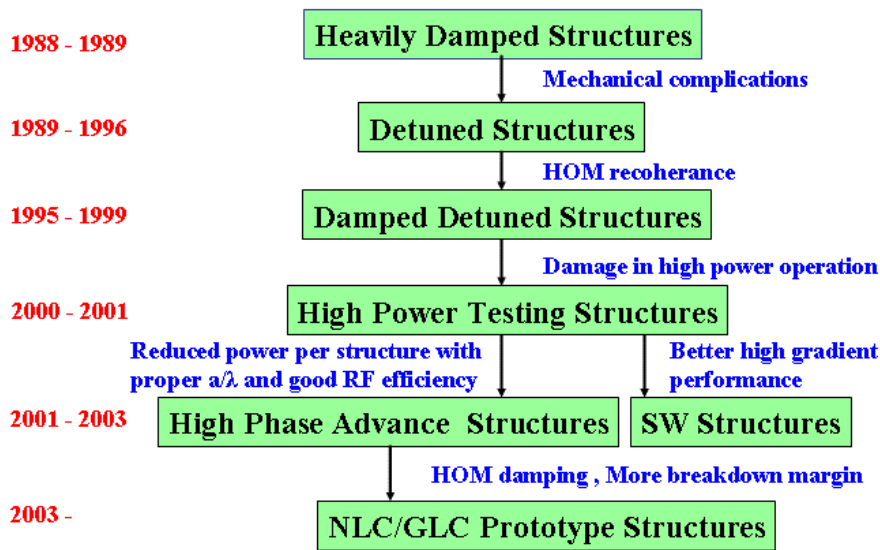 1988 - 1989
Heavily Damped Structures
Mechanical complications
1989 - 1996
Detuned Structures
HOM recoherance
1995 - 1999
Damped Detuned Structures
Damage in high power operation
2000 - 2001
High Power Testing Structures
Reduced power per structure with
proper a/λ and good RF efficiency
Better high gradient
performance
2001 - 2003
High Phase Advance Structures
SW Structures
HOM damping , More breakdown margin
2003 -
NLC/GLC Prototype Structures